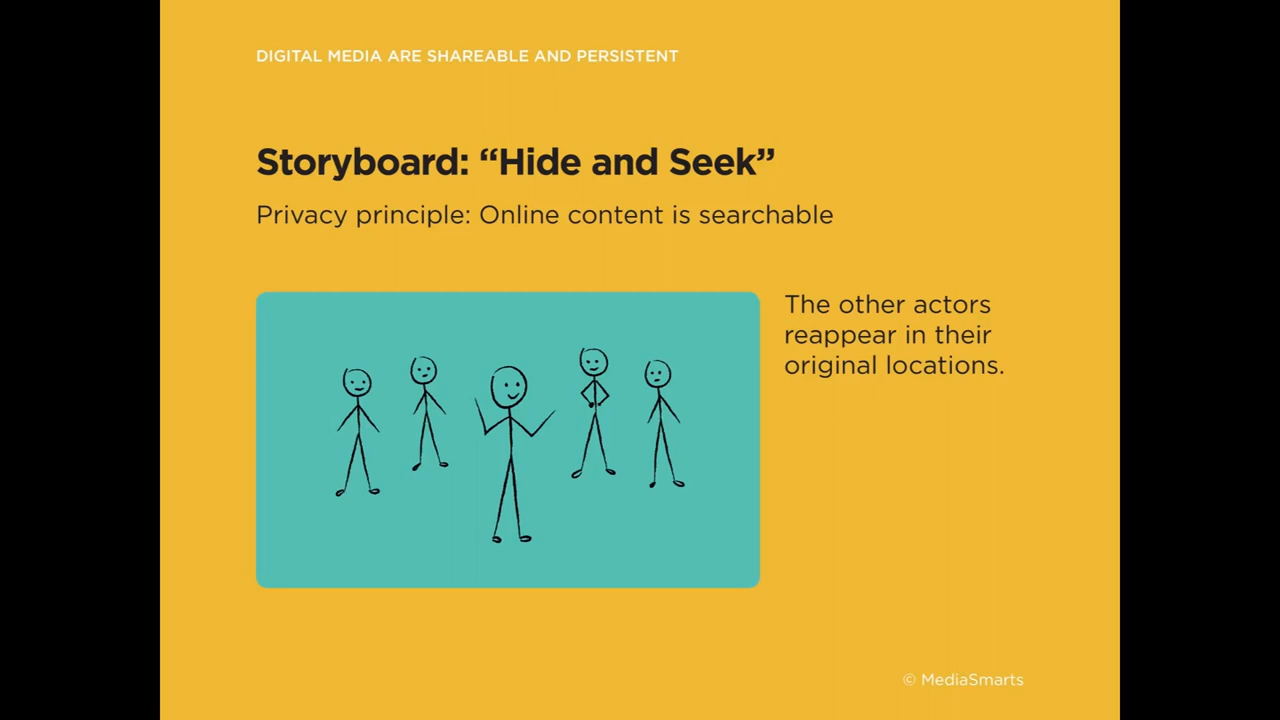 DIGITAL MEDIA ARE SHAREABLE AND PERSISTENT
Storyboard: “Hide and Seek”
Privacy principle: Online content is searchable
The other actors
reappear in their
original locations.
© MediaSmarts